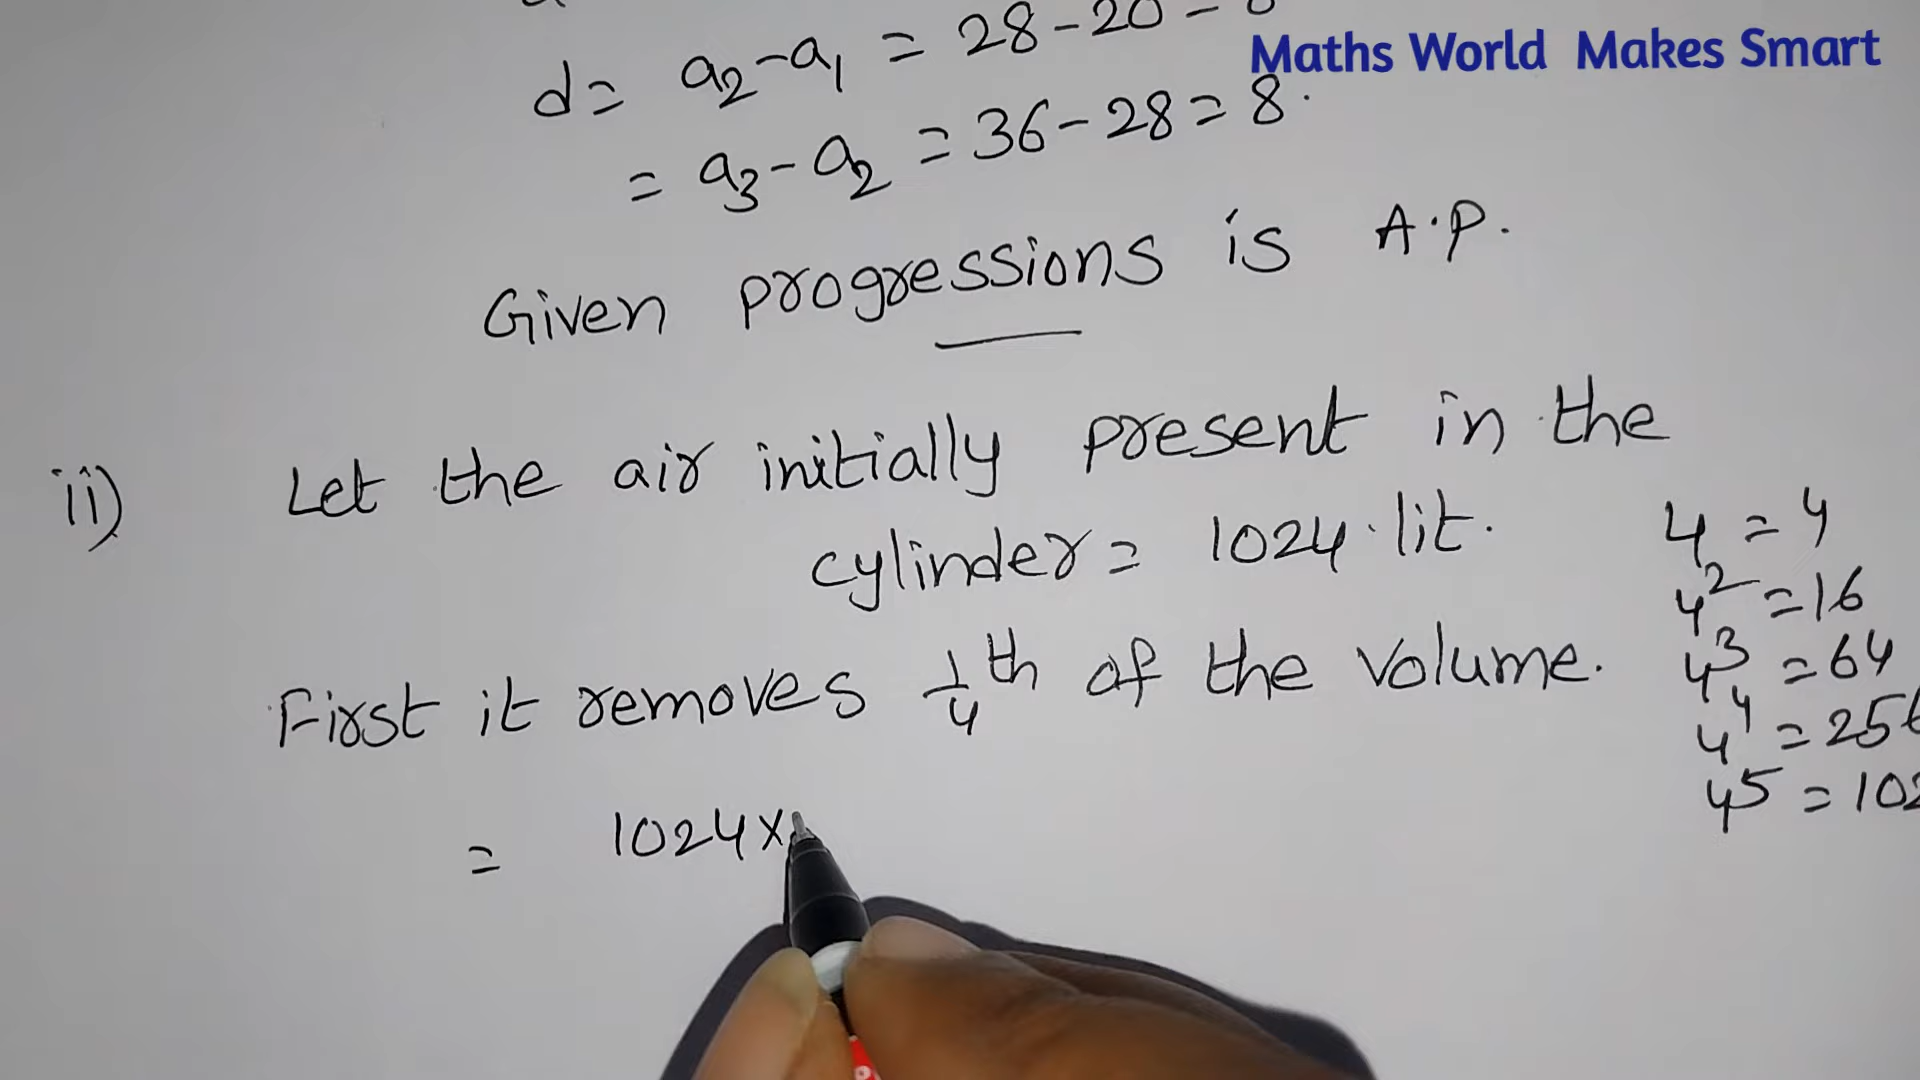 d = a₂ - a₁ = 28 - 20 =
Maths World Makes Smart
= a₃ - a₂ = 36 - 28 = 8.
Given progressions is A.P.
ii) Let the air initially present in the
cylinder = 1024 lit.
First it removes 1/4 th of the volume.
= 1024 ×
4 = 4
4² = 16
4³ = 64
4⁴ = 256
4⁵ = 102